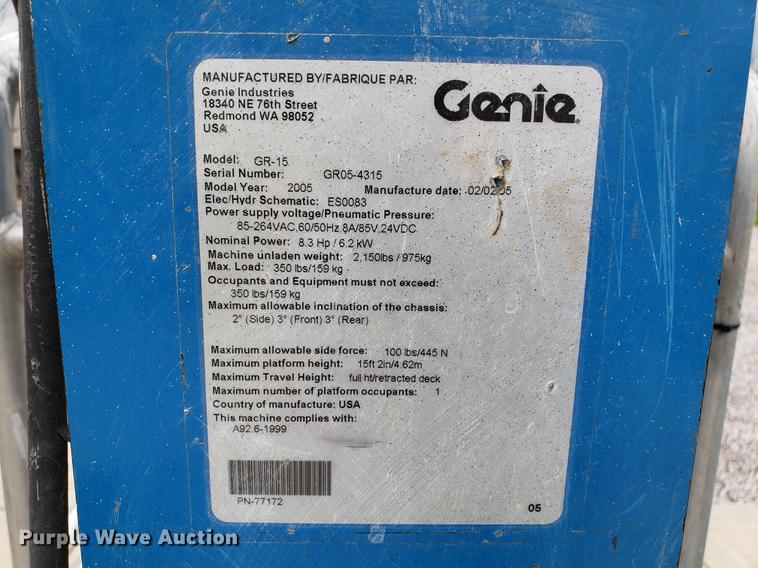 MANUFACTURED BY/FABRIQUE PAR:
Genie Industries
18340 NE 76th Street
Redmond WA 98052
USA
Genie
Model: GR-15
Serial Number: GR05-4315
Model Year: 2005 Manufacture date: 02/02/05
Elec/Hydr Schematic: ES0083
Power supply voltage/Pneumatic Pressure:
85-264VAC,60/50Hz,8A/85V,24VDC
Nominal Power: 8.3 Hp / 6.2 kW
Machine unladen weight: 2,150lbs / 975kg
Max. Load: 350 lbs/159 kg
Occupants and Equipment must not exceed:
350 lbs/159 kg
Maximum allowable inclination of the chassis:
2° (Side) 3° (Front) 3° (Rear)
Maximum allowable side force: 100 lbs/445 N
Maximum platform height: 15ft 2in/4.62m
Maximum Travel Height: full ht/retracted deck
Maximum number of platform occupants: 1
Country of manufacture: USA
This machine complies with:
A92.6-1999
PN-77172
05
Purple Wave Auction